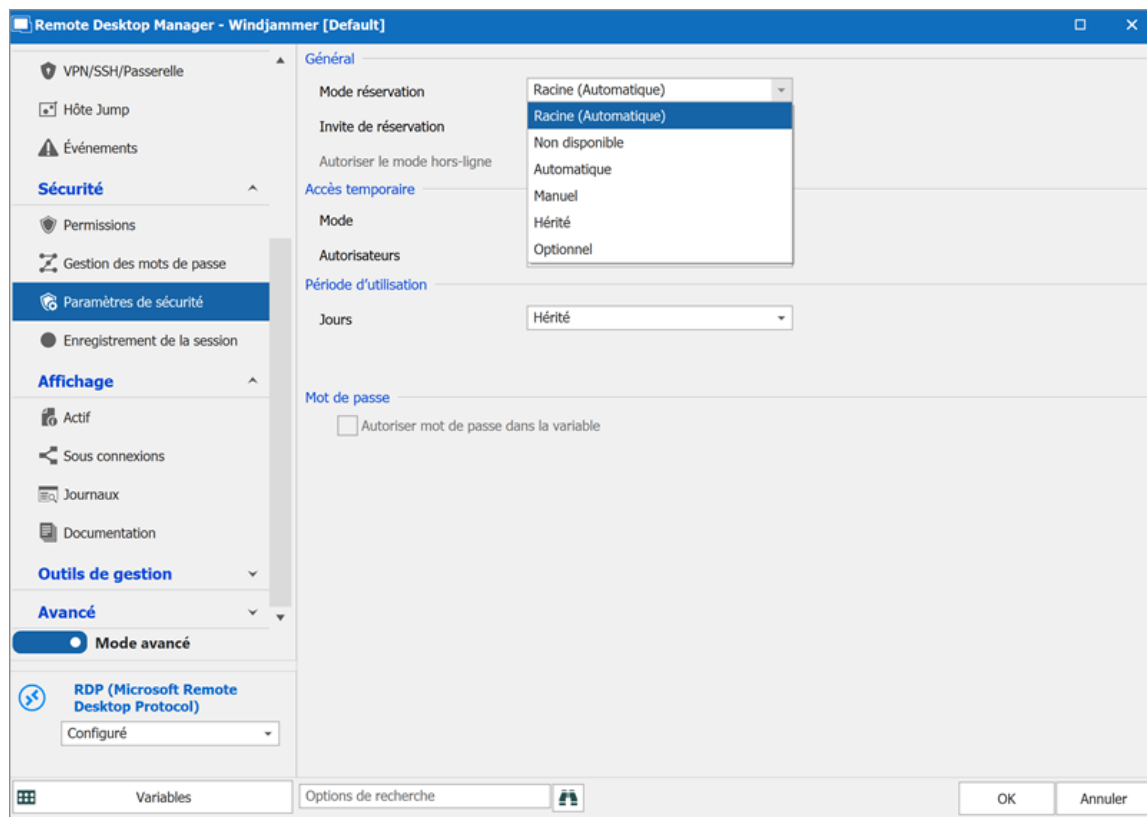 Remote Desktop Manager - Windjammer [Default]
VPN/SSH/Passerelle
Hôte Jump
Événements
Sécurité
Permissions
Gestion des mots de passe
Paramètres de sécurité
Enregistrement de la session
Affichage
Actif
Sous connexions
Journaux
Documentation
Outils de gestion
Avancé
Mode avancé
RDP (Microsoft Remote
Desktop Protocol)
Configuré
Variables
Général
Mode réservation
Racine (Automatique)
Racine (Automatique)
Non disponible
Automatique
Manuel
Hérité
Optionnel
Invite de réservation
Autoriser le mode hors-ligne
Accès temporaire
Mode
Autorisateurs
Période d'utilisation
Jours
Hérité
Mot de passe
Autoriser mot de passe dans la variable
Options de recherche
OK
Annuler